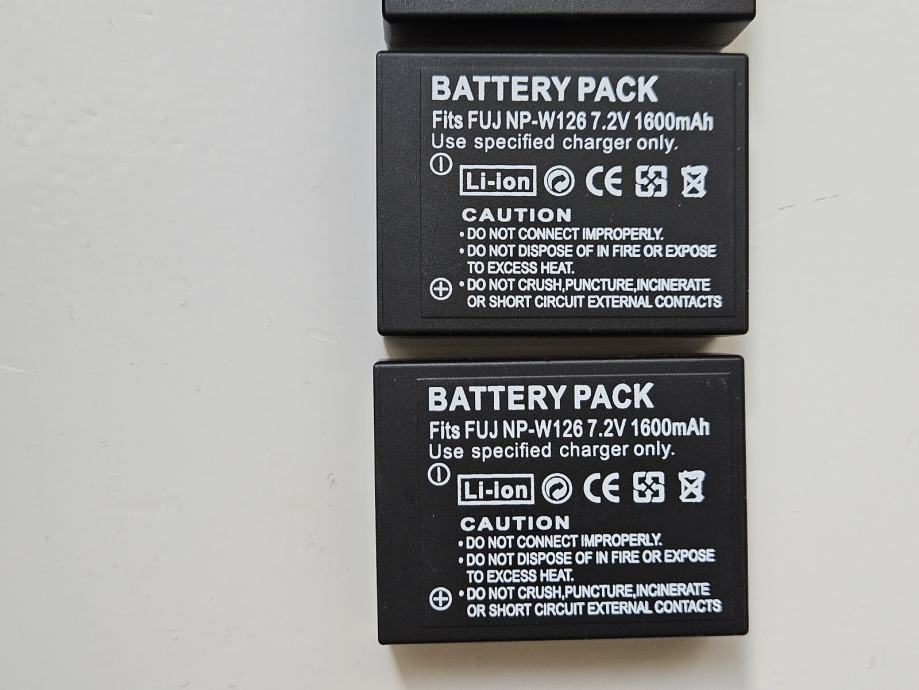 BATTERY PACK
Fits FUJ NP-W126 7.2V 1600mAh
Use specified charger only.
Li-ion CE
CAUTION
• DO NOT CONNECT IMPROPERLY.
• DO NOT DISPOSE OF IN FIRE OR EXPOSE
TO EXCESS HEAT.
• DO NOT CRUSH,PUNCTURE,INCINERATE
OR SHORT CIRCUIT EXTERNAL CONTACTS
BATTERY PACK
Fits FUJ NP-W126 7.2V 1600mAh
Use specified charger only.
Li-ion CE
CAUTION
• DO NOT CONNECT IMPROPERLY.
• DO NOT DISPOSE OF IN FIRE OR EXPOSE
TO EXCESS HEAT.
• DO NOT CRUSH,PUNCTURE,INCINERATE
OR SHORT CIRCUIT EXTERNAL CONTACTS